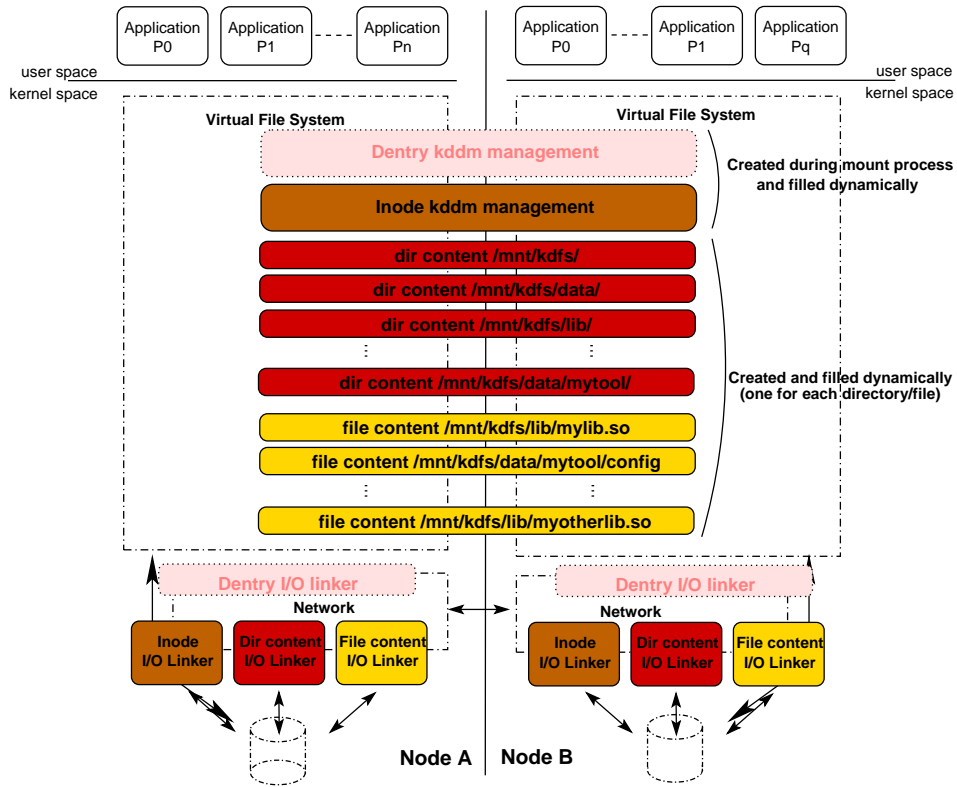 Application
P0
Application
P1
Application
Pn
Application
P0
Application
P1
Application
Pq
user space
kernel space
user space
kernel space
Virtual File System
Virtual File System
Dentry kddm management
Created during mount process
and filled dynamically
Inode kddm management
dir content /mnt/kdfs/
dir content /mnt/kdfs/data/
dir content /mnt/kdfs/lib/
dir content /mnt/kdfs/data/mytool/
Created and filled dynamically
(one for each directory/file)
file content /mnt/kdfs/lib/mylib.so
file content /mnt/kdfs/data/mytool/config
file content /mnt/kdfs/lib/myotherlib.so
Dentry I/O linker
Dentry I/O linker
Network
Network
Inode
I/O Linker
Dir content
I/O Linker
File content
I/O Linker
Inode
I/O Linker
Dir content
I/O Linker
File content
I/O Linker
Node A
Node B